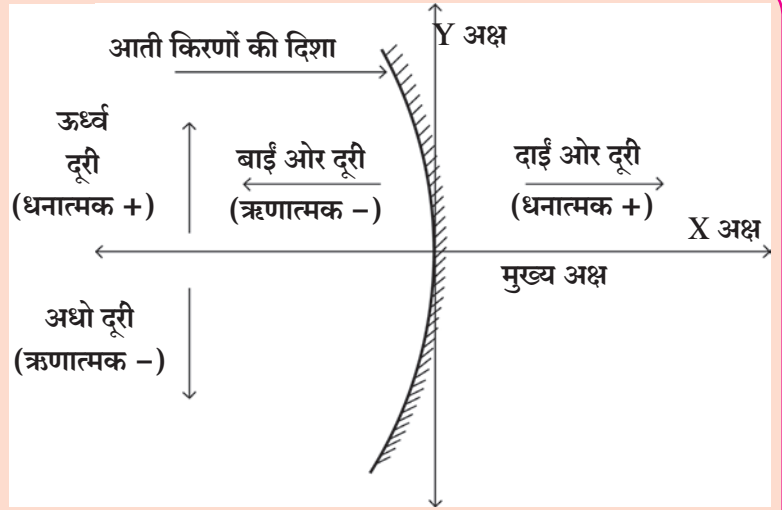 Y अक्ष
आती किरणों की दिशा
ऊर्ध्व
दूरी
(धनात्मक +)
बाईं ओर दूरी
(ऋणात्मक –)
दाईं ओर दूरी
(धनात्मक +)
X अक्ष
मुख्य अक्ष
अधो दूरी
(ऋणात्मक –)